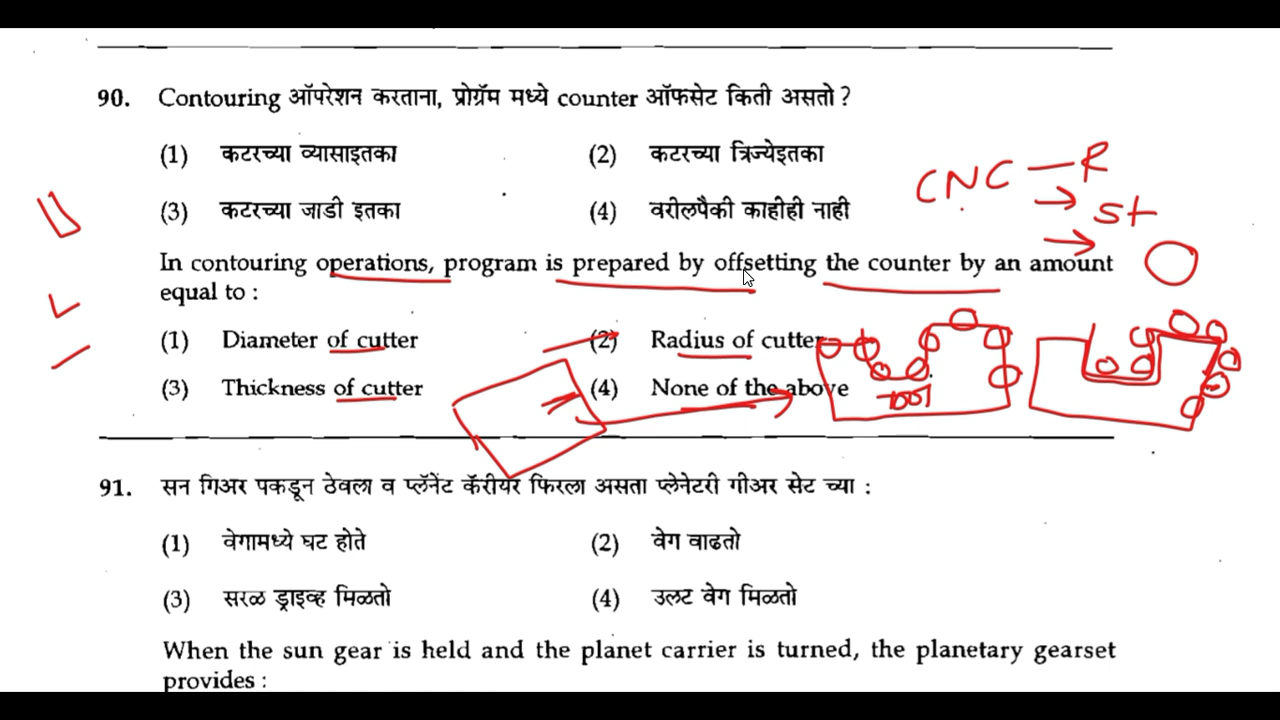 90. Contouring ऑपरेशन करताना, प्रोग्रॅम मध्ये counter ऑफसेट किती असतो ?
(1) कटरच्या व्यासाइतका (2) कटरच्या त्रिज्येइतका
CNC — R
(3) कटरच्या जाडी इतका (4) वरीलपैकी काहीही नाही
→ St
In contouring operations, program is prepared by offsetting the counter by an amount
equal to :
(1) Diameter of cutter (2) Radius of cutter
(3) Thickness of cutter (4) None of the above
91. सन गिअर पकडून ठेवला व प्लॅनेंट कॅरीयर फिरला असता प्लेनेटरी गीअर सेट च्या :
(1) वेगामध्ये घट होते (2) वेग वाढतो
(3) सरळ ड्राइव्ह मिळतो (4) उलट वेग मिळतो
When the sun gear is held and the planet carrier is turned, the planetary gearset
provides :